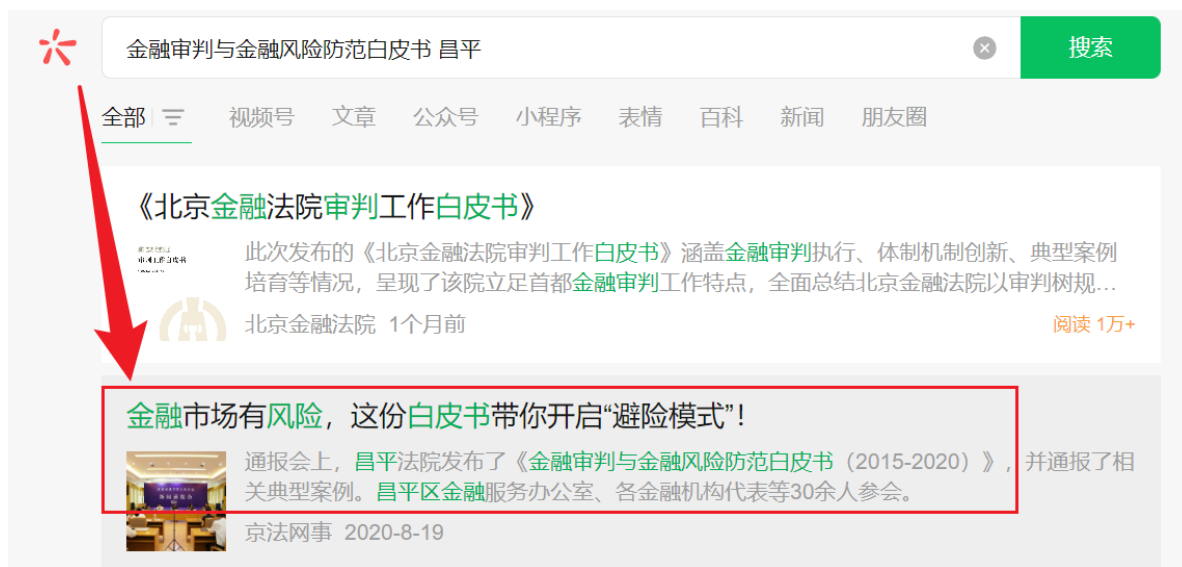 金融审判与金融风险防范白皮书 昌平
搜索
全部 视频号 文章 公众号 小程序 表情 百科 新闻 朋友圈
《北京金融法院审判工作白皮书》
此次发布的《北京金融法院审判工作白皮书》涵盖金融审判执行、体制机制创新、典型案例
培育等情况，呈现了该院立足首都金融审判工作特点，全面总结北京金融法院以审判树规...
北京金融法院 1个月前
阅读 1万+
金融市场有风险，这份白皮书带你开启“避险模式”！
通报会上，昌平法院发布了《金融审判与金融风险防范白皮书（2015-2020）》，并通报了相
关典型案例。昌平区金融服务办公室、各金融机构代表等30余人参会。
京法网事 2020-8-19